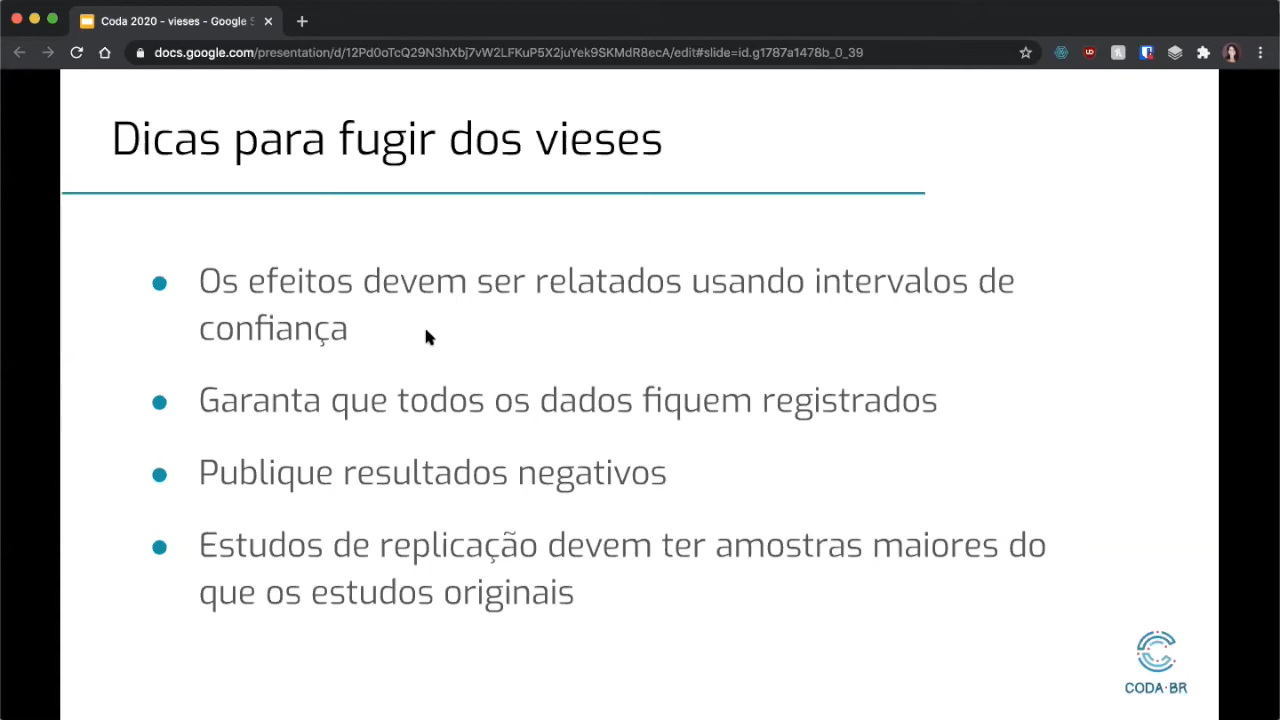 Coda 2020 - vieses - Google S
docs.google.com/presentation/d/12Pd0oTcQ29N3hXbj7vW2LFKuP5X2juYek9SKMdR8ecA/edit#slide=id.g1787a1478b_0_39
Dicas para fugir dos vieses
Os efeitos devem ser relatados usando intervalos de
confiança
Garanta que todos os dados fiquem registrados
Publique resultados negativos
Estudos de replicação devem ter amostras maiores do
que os estudos originais
CODA·BR